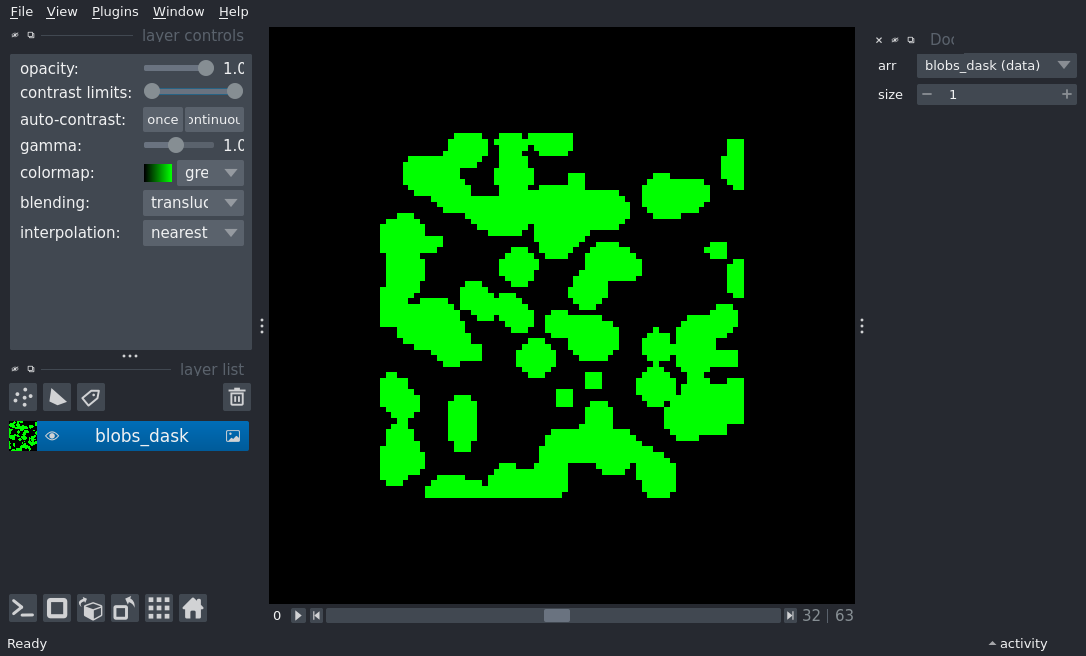 File View Plugins Window Help
layer controls
opacity: 1.0
contrast limits:
auto-contrast: once ontinuou
gamma: 1.0
colormap: gre
blending: transluc
interpolation: nearest
layer list
blobs_dask
0 32 | 63
Ready
Doc
arr blobs_dask (data)
size 1
activity